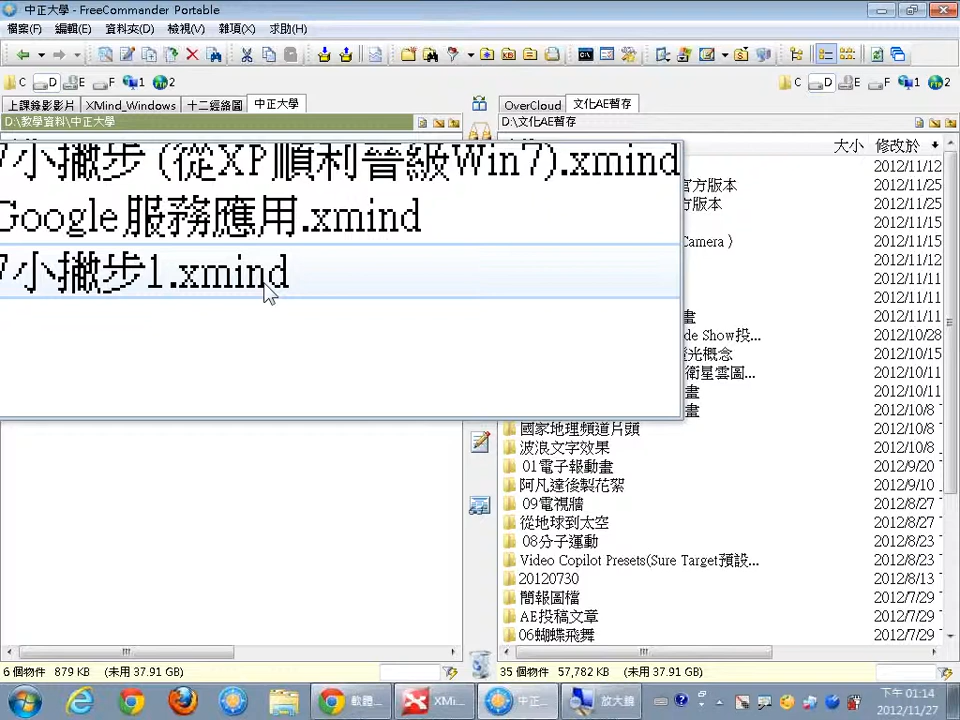 中正大學 - FreeCommander Portable
檔案(F) 編輯(E) 資料夾(D) 檢視(V) 雜項(X) 求助(H)
C D E F 1 2
C D E F 1 2
上課錄影影片 XMind_Windows 十二經絡圖 中正大學
OverCloud 文化AE暫存
D:\教學資料\中正大學
D:\文化AE暫存
7小撇步 (從XP順利晉級Win7).xmind
Google服務應用.xmind
7小撇步1.xmind
大小 修改於
2012/11/12
官方版本 2012/11/25
方版本 2012/11/25
2012/11/15
Camera ) 2012/11/12
2012/11/12
2012/11/11
2012/11/11
畫 2012/11/11
de Show投... 2012/10/28
光概念 2012/10/15
衛星雲圖... 2012/10/11
畫 2012/10/11
畫 2012/10/8
國家地理頻道片頭 2012/10/8
波浪文字效果 2012/10/8
01電子報動畫 2012/9/20
阿凡達後製花絮 2012/9/10
09電視牆 2012/8/27
從地球到太空 2012/8/27
08分子運動 2012/8/23
Video Copilot Presets(Sure Target預設... 2012/8/23
20120730 2012/8/13
簡報圖檔 2012/7/29
AE投稿文章 2012/7/29
06蝴蝶飛舞 2012/7/29
6 個物件 879 KB (未用 37.91 GB)
35 個物件 57,782 KB (未用 37.91 GB)
軟體... XMi... 中正... 放大鏡
下午 01:14
2012/11/27